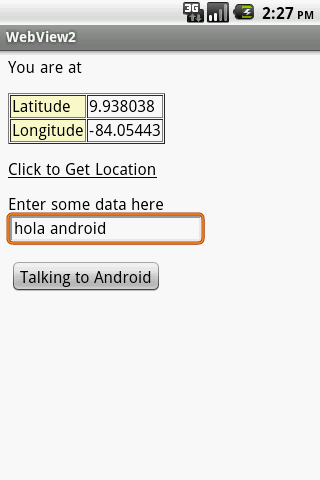 3G 2:27 PM
WebView2
You are at
Latitude 9.938038
Longitude -84.05443
Click to Get Location
Enter some data here
hola android
Talking to Android